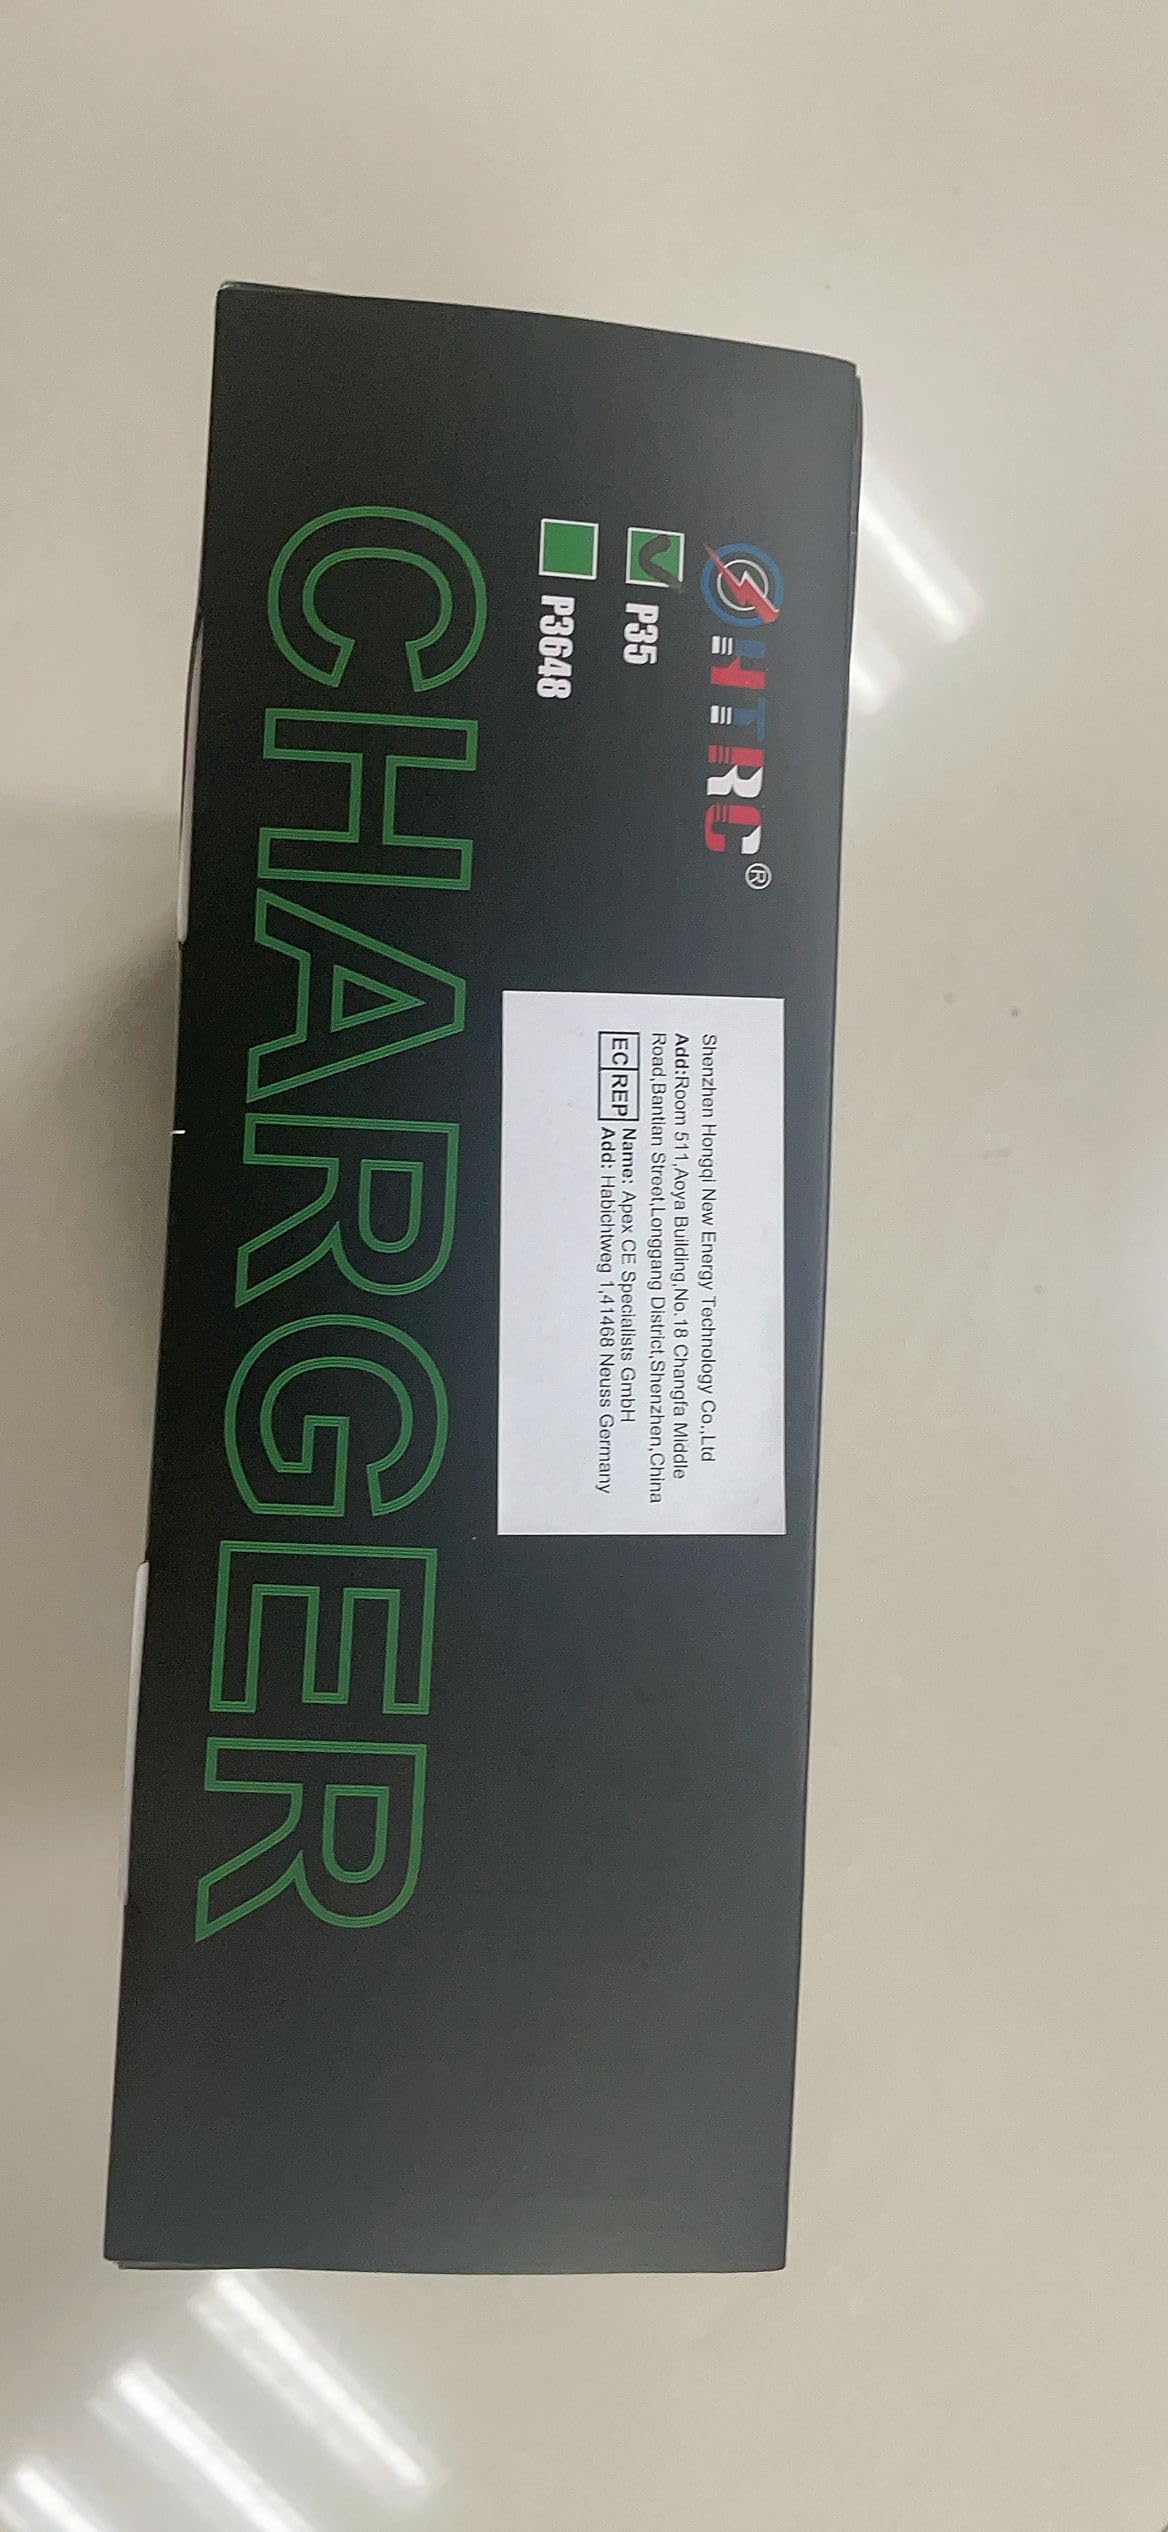 HTRC®
P35
P3648
Shenzhen Hongqi New Energy Technology Co.,Ltd
Add:Room 511,Aoya Building,No.18 Changfa Middle
Road,Bantian Street,Longgang District,Shenzhen,China
EC REP Name: Apex CE Specialists GmbH
Add: Habichtweg 1,41468 Neuss Germany
CHARGER